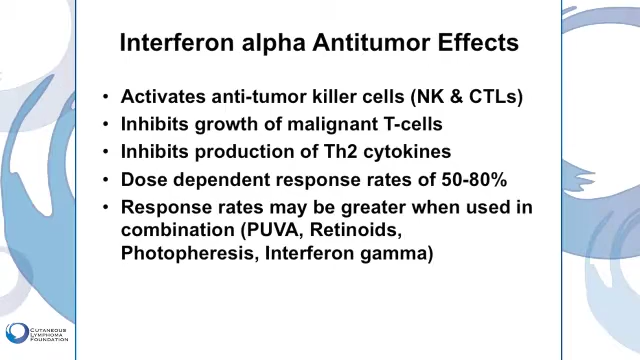 Interferon alpha Antitumor Effects
• Activates anti-tumor killer cells (NK & CTLs)
• Inhibits growth of malignant T-cells
• Inhibits production of Th2 cytokines
• Dose dependent response rates of 50-80%
• Response rates may be greater when used in
combination (PUVA, Retinoids,
Photopheresis, Interferon gamma)
CUTANEOUS
LYMPHOMA
FOUNDATION